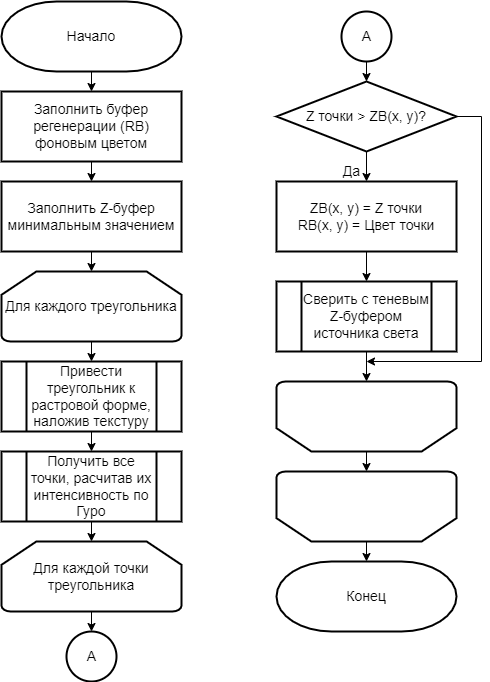 Начало
Заполнить буфер
регенерации (RB)
фоновым цветом
Заполнить Z-буфер
минимальным значением
Для каждого треугольника
Привести
треугольник к
растровой форме,
наложив текстуру
Получить все
точки, расчитав их
интенсивность по
Гуро
Для каждой точки
треугольника
А
А
Z точки > ZB(x, y)?
Да
ZB(x, y) = Z точки
RB(x, y) = Цвет точки
Сверить с теневым
Z-буфером
источника света
Конец